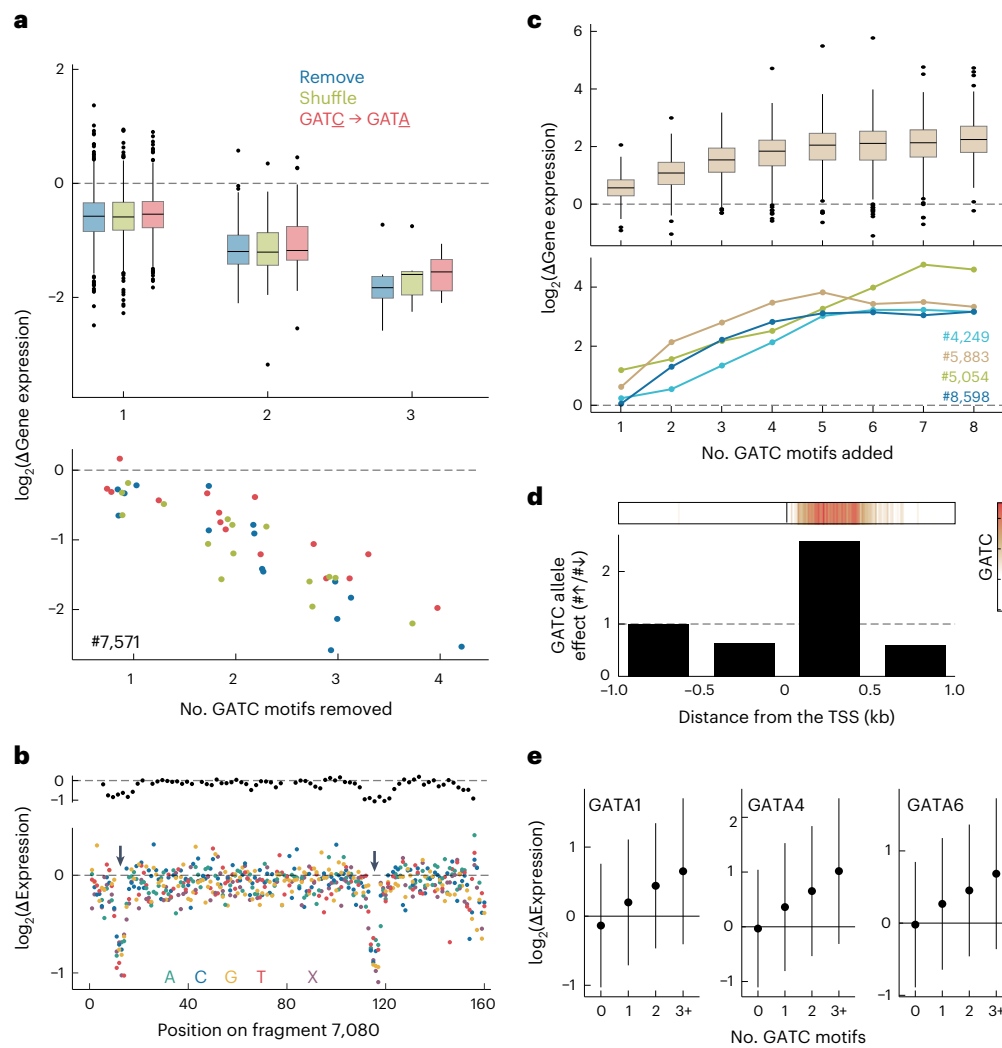 a
2
0
−2
Remove
Shuffle
GATC → GATA
1 2 3
log2(ΔGene expression)
0
−1
−2
#7,571
1 2 3 4
No. GATC motifs removed
b
0
−1
log2(ΔExpression)
0
−1
A C G T X
0 40 80 120 160
Position on fragment 7,080
c
6
4
2
0
log2(ΔGene expression)
4
2
0
#4,249
#5,883
#5,054
#8,598
1 2 3 4 5 6 7 8
No. GATC motifs added
d
GATC
GATC allele
effect (#↑/#↓)
2
1
0
−1.0 −0.5 0 0.5 1.0
Distance from the TSS (kb)
e
log2(ΔExpression)
GATA1
1
0
−1
0 1 2 3+
GATA4
2
1
0
−1
0 1 2 3+
GATA6
1
0
−1
0 1 2 3+
No. GATC motifs